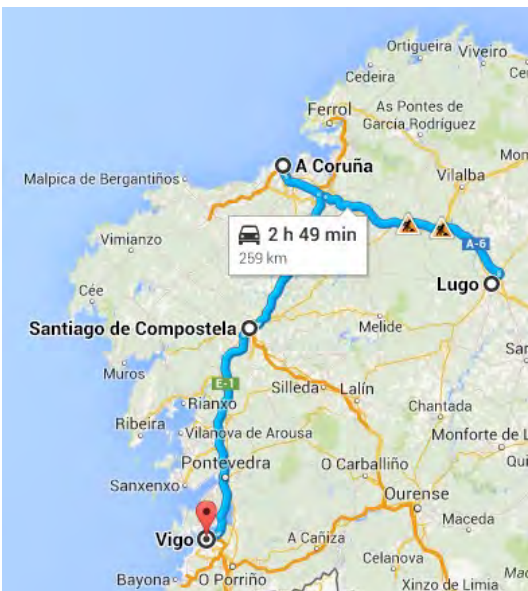 Ortigueira
Viveiro
Cedeira
Ce
Ferrol
As Pontes de
García Rodríguez
A Coruña
Mon
Malpica de Bergantiños
Vilalba
2 h 49 min
259 km
Vimianzo
A-6
Lugo
Cée
Santiago de Compostela
Melide
Sar
Muros
E-1
Silleda
Lalín
Rianxo
Chantada
Ribeira
Vilanova de Arousa
Monforte de L
Pontevedra
O Carballiño
Qui
Sanxenxo
Ourense
Vigo
Maceda
A Cañiza
Celanova
Bayona
O Porriño
Xinzo de Limia
Mac